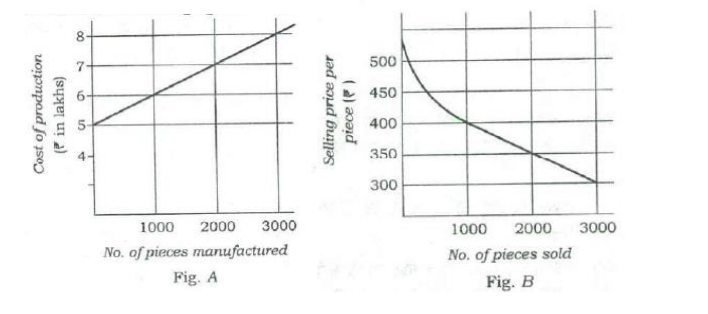 Cost of production
(₹ in lakhs)
8
7
6
5
4
1000 2000 3000
No. of pieces manufactured
Fig. A
Selling price per
piece (₹)
500
450
400
350
300
1000 2000 3000
No. of pieces sold
Fig. B